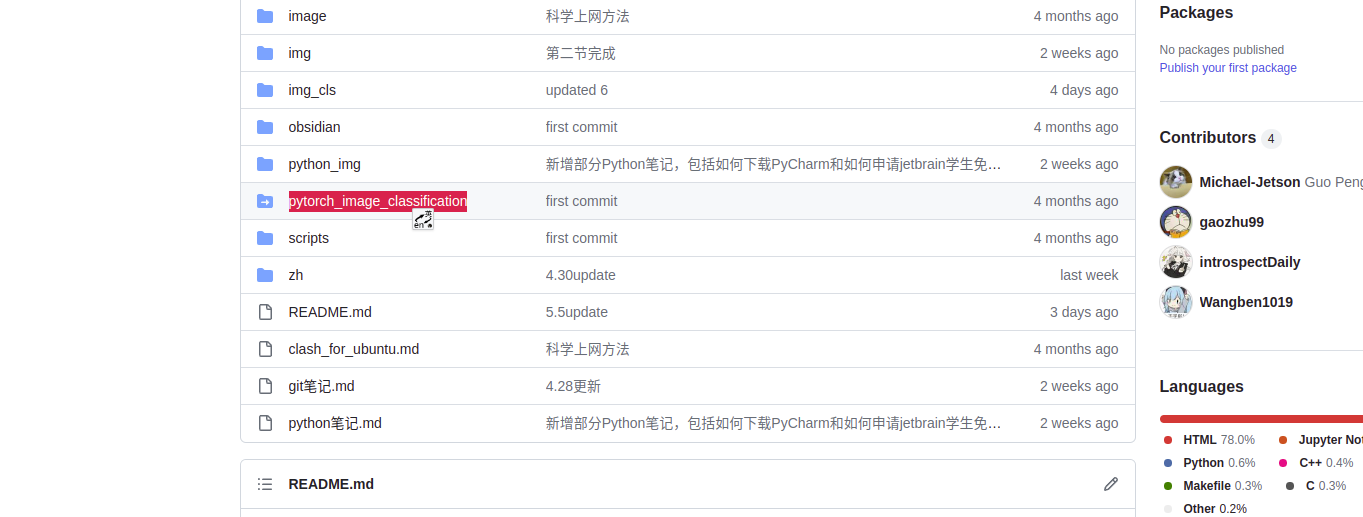 image 科学上网方法 4 months ago
img 第二节完成 2 weeks ago
img_cls updated 6 4 days ago
obsidian first commit 4 months ago
python_img 新增部分Python笔记，包括如何下载PyCharm和如何申请jetbrain学生免… 2 weeks ago
pytorch_image_classification first commit 4 months ago
英
en
scripts first commit 4 months ago
zh 4.30update last week
README.md 5.5update 3 days ago
clash_for_ubuntu.md 科学上网方法 4 months ago
git笔记.md 4.28更新 2 weeks ago
python笔记.md 新增部分Python笔记，包括如何下载PyCharm和如何申请jetbrain学生免… 2 weeks ago
README.md
Packages
No packages published
Publish your first package
Contributors 4
Michael-Jetson Guo Peng
gaozhu99
introspectDaily
Wangben1019
Languages
HTML 78.0% Jupyter Not
Python 0.6% C++ 0.4%
Makefile 0.3% C 0.3%
Other 0.2%